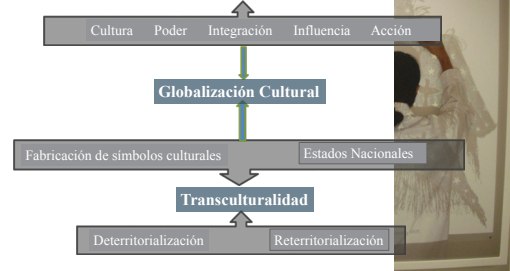 Cultura Poder Integración Influencia Acción
Globalización Cultural
Fabricación de símbolos culturales Estados Nacionales
Transculturalidad
Deterritorialización Reterritorialización